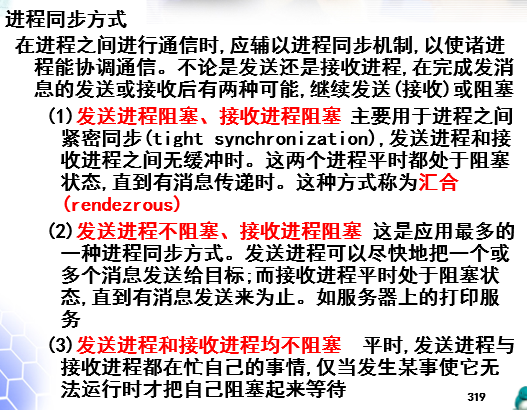 进程同步方式
在进程之间进行通信时,应辅以进程同步机制,以使诸进
程能协调通信。不论是发送还是接收进程,在完成发消
息的发送或接收后有两种可能,继续发送(接收)或阻塞
(1)发送进程阻塞、接收进程阻塞 主要用于进程之间
紧密同步(tight synchronization),发送进程和接
收进程之间无缓冲时。这两个进程平时都处于阻塞
状态,直到有消息传递时。这种方式称为汇合
(rendezrous)
(2)发送进程不阻塞、接收进程阻塞 这是应用最多的
一种进程同步方式。发送进程可以尽快地把一个或
多个消息发送给目标;而接收进程平时处于阻塞状
态,直到有消息发送来为止。如服务器上的打印服
务
(3)发送进程和接收进程均不阻塞 平时,发送进程与
接收进程都在忙自己的事情,仅当发生某事使它无
法运行时才把自己阻塞起来等待
319